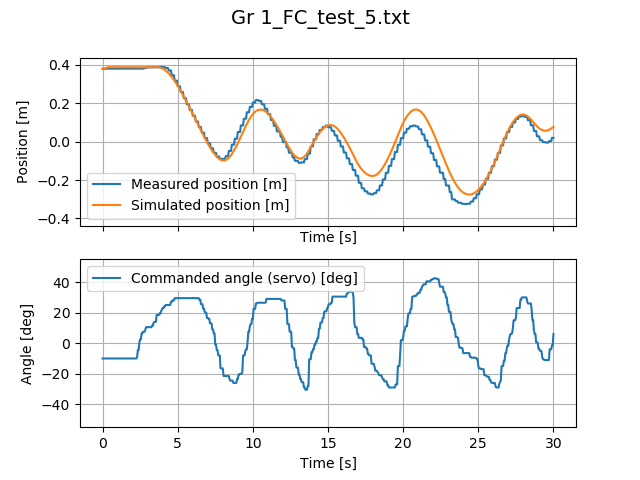 Gr 1_FC_test_5.txt
0.4
0.2
0.0
−0.2
−0.4
Position [m]
Measured position [m]
Simulated position [m]
Time [s]
40
20
0
−20
−40
Angle [deg]
Commanded angle (servo) [deg]
0 5 10 15 20 25 30
Time [s]